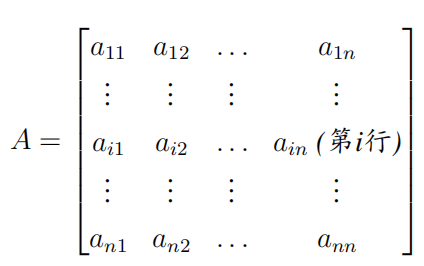 a₁₁ a₁₂ … a₁ₙ
⋮ ⋮ ⋮ ⋮
A = aᵢ₁ aᵢ₂ … aᵢₙ (第i行)
⋮ ⋮ ⋮ ⋮
aₙ₁ aₙ₂ … aₙₙ